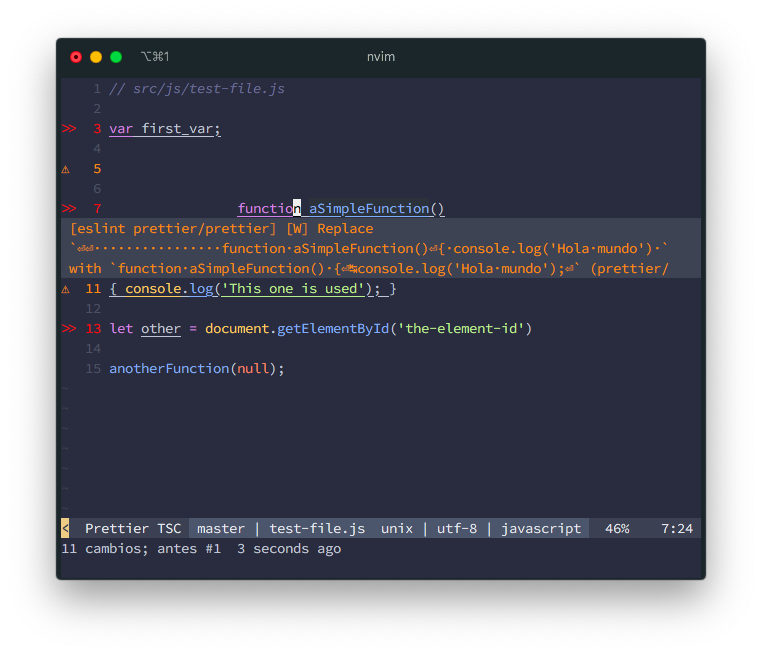 ⌥⌘1 nvim
1 // src/js/test-file.js
2
>> 3 var first_var;
4
⚠ 5
6
>> 7 function aSimpleFunction()
[eslint prettier/prettier] [W] Replace
`⏎⏎················function·aSimpleFunction()⏎{·console.log('Hola·mundo')·`
with `function·aSimpleFunction()·{⏎↹console.log('Hola·mundo');⏎` (prettier/
⚠ 11 { console.log('This one is used'); }
12
>> 13 let other = document.getElementById('the-element-id')
14
15 anotherFunction(null);
~
~
~
~
~
~
~
< Prettier TSC master | test-file.js unix | utf-8 | javascript 46% 7:24
11 cambios; antes #1 3 seconds ago